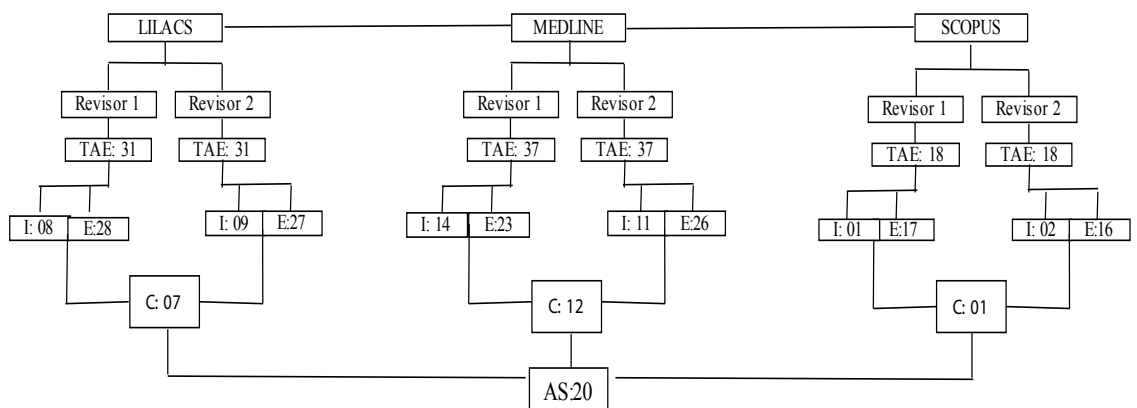 LILACS
MEDLINE
SCOPUS
Revisor 1
Revisor 2
Revisor 1
Revisor 2
Revisor 1
Revisor 2
TAE: 31
TAE: 31
TAE: 37
TAE: 37
TAE: 18
TAE: 18
I: 08
E:28
I: 09
E:27
I: 14
E:23
I: 11
E:26
I: 01
E:17
I: 02
E:16
C: 07
C: 12
C: 01
AS:20